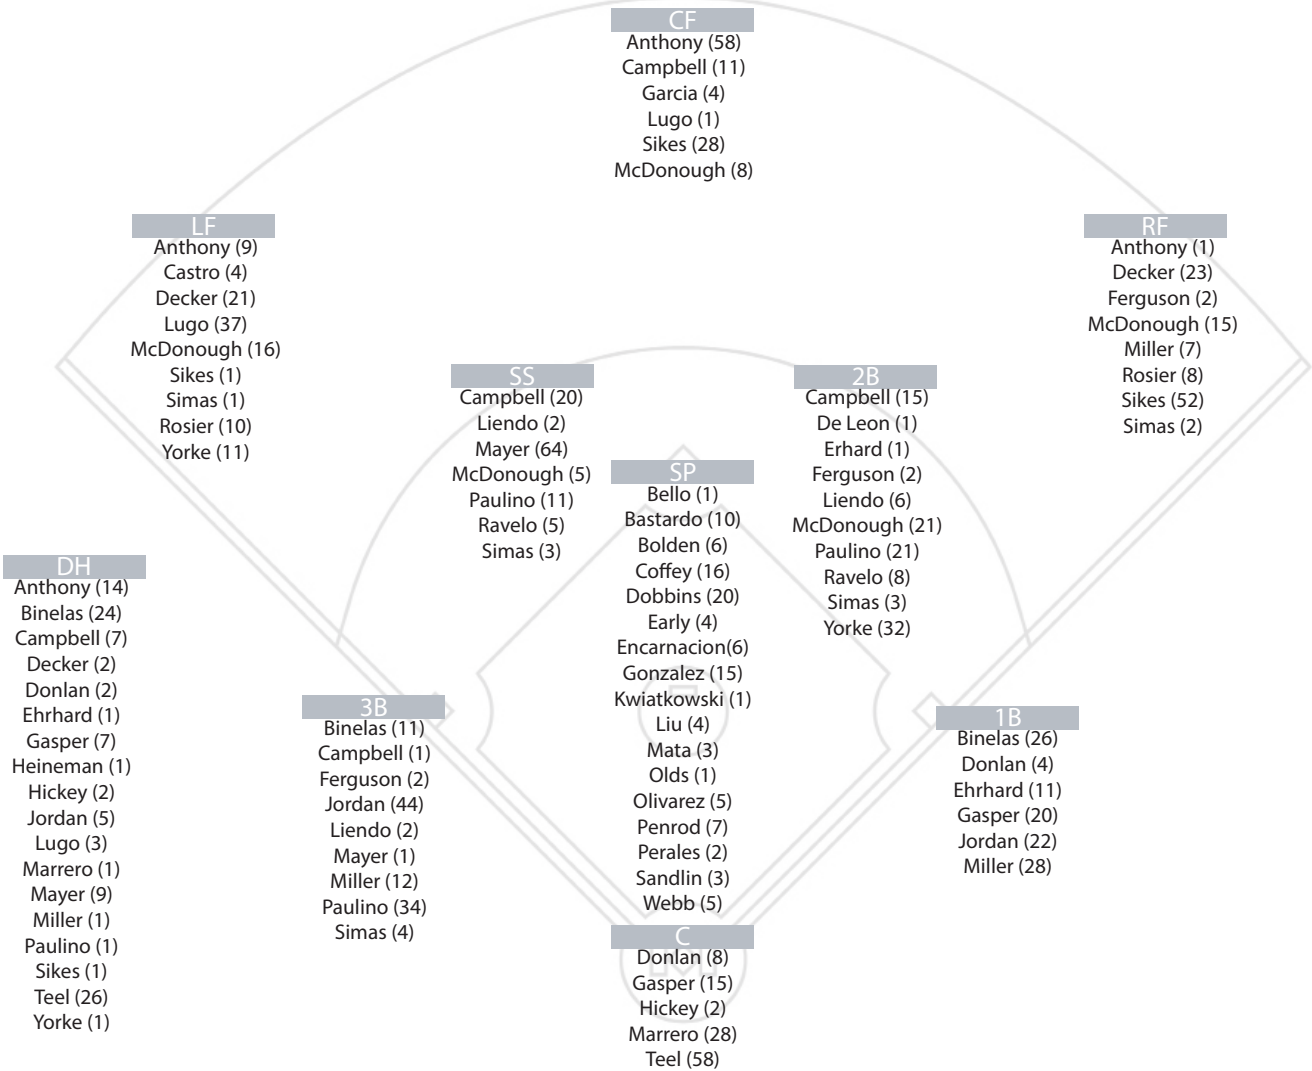 CF
Anthony (58)
Campbell (11)
Garcia (4)
Lugo (1)
Sikes (28)
McDonough (8)
LF
Anthony (9)
Castro (4)
Decker (21)
Lugo (37)
McDonough (16)
Sikes (1)
Simas (1)
Rosier (10)
Yorke (11)
RF
Anthony (1)
Decker (23)
Ferguson (2)
McDonough (15)
Miller (7)
Rosier (8)
Sikes (52)
Simas (2)
SS
Campbell (20)
Liendo (2)
Mayer (64)
McDonough (5)
Paulino (11)
Ravelo (5)
Simas (3)
2B
Campbell (15)
De Leon (1)
Erhard (1)
Ferguson (2)
Liendo (6)
McDonough (21)
Paulino (21)
Ravelo (8)
Simas (3)
Yorke (32)
SP
Bello (1)
Bastardo (10)
Bolden (6)
Coffey (16)
Dobbins (20)
Early (4)
Encarnacion(6)
Gonzalez (15)
Kwiatkowski (1)
Liu (4)
Mata (3)
Olds (1)
Olivarez (5)
Penrod (7)
Perales (2)
Sandlin (3)
Webb (5)
DH
Anthony (14)
Binelas (24)
Campbell (7)
Decker (2)
Donlan (2)
Ehrhard (1)
Gasper (7)
Heineman (1)
Hickey (2)
Jordan (5)
Lugo (3)
Marrero (1)
Mayer (9)
Miller (1)
Paulino (1)
Sikes (1)
Teel (26)
Yorke (1)
3B
Binelas (11)
Campbell (1)
Ferguson (2)
Jordan (44)
Liendo (2)
Mayer (1)
Miller (12)
Paulino (34)
Simas (4)
1B
Binelas (26)
Donlan (4)
Ehrhard (11)
Gasper (20)
Jordan (22)
Miller (28)
C
Donlan (8)
Gasper (15)
Hickey (2)
Marrero (28)
Teel (58)